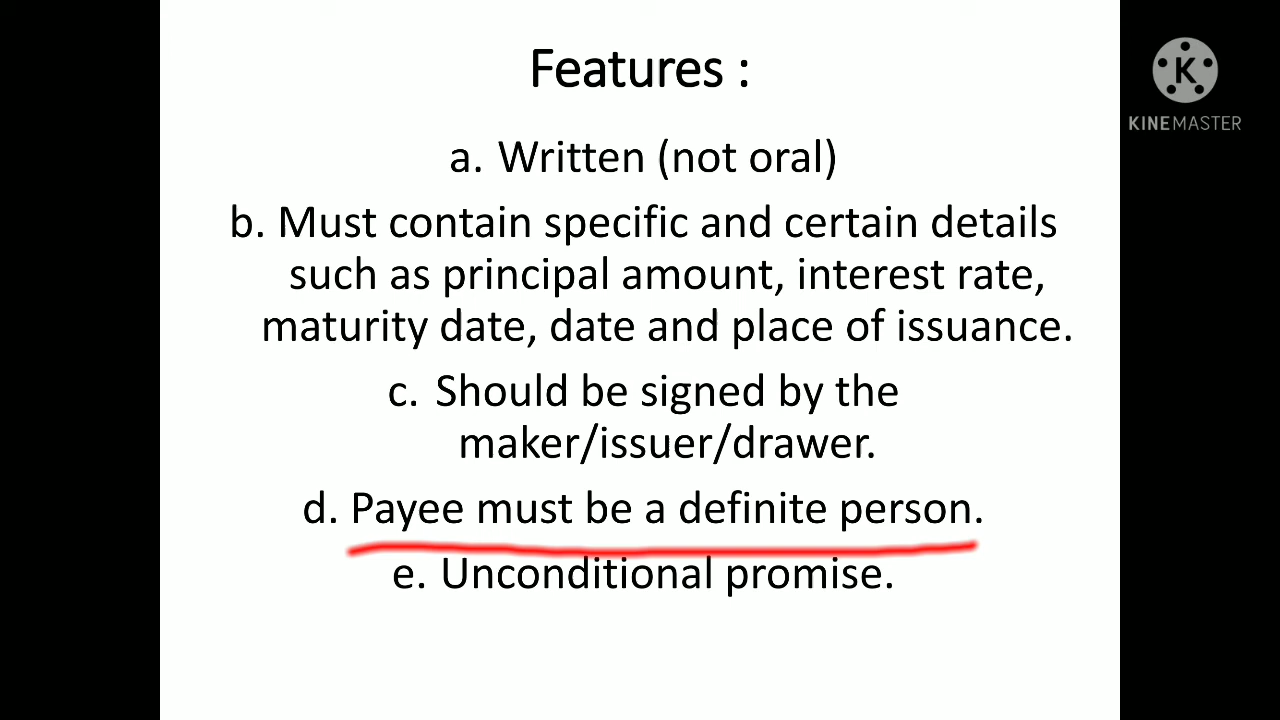 Features :
KINEMASTER
a. Written (not oral)
b. Must contain specific and certain details
such as principal amount, interest rate,
maturity date, date and place of issuance.
c. Should be signed by the
maker/issuer/drawer.
d. Payee must be a definite person.
e. Unconditional promise.